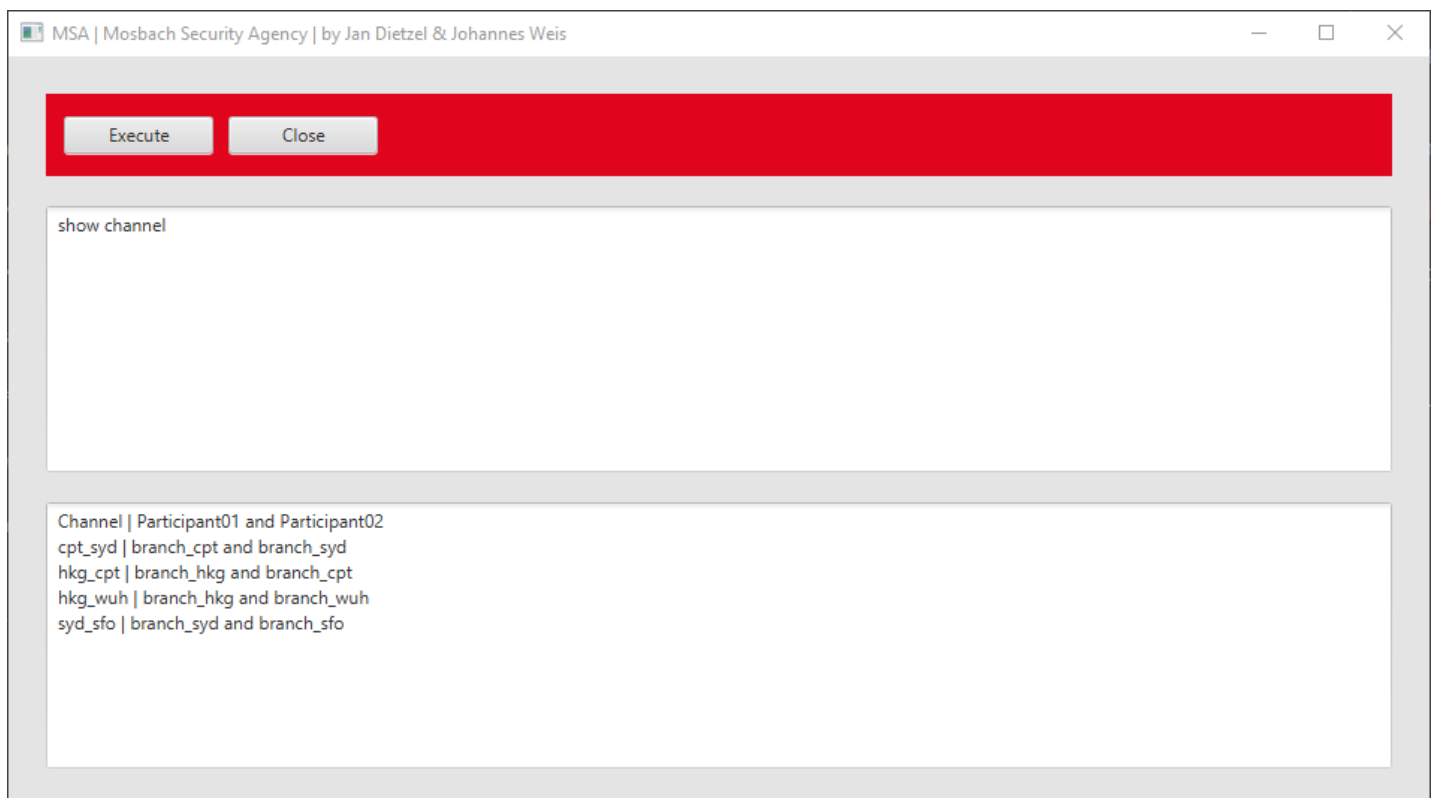 MSA | Mosbach Security Agency | by Jan Dietzel & Johannes Weis
Execute Close
show channel
Channel | Participant01 and Participant02
cpt_syd | branch_cpt and branch_syd
hkg_cpt | branch_hkg and branch_cpt
hkg_wuh | branch_hkg and branch_wuh
syd_sfo | branch_syd and branch_sfo